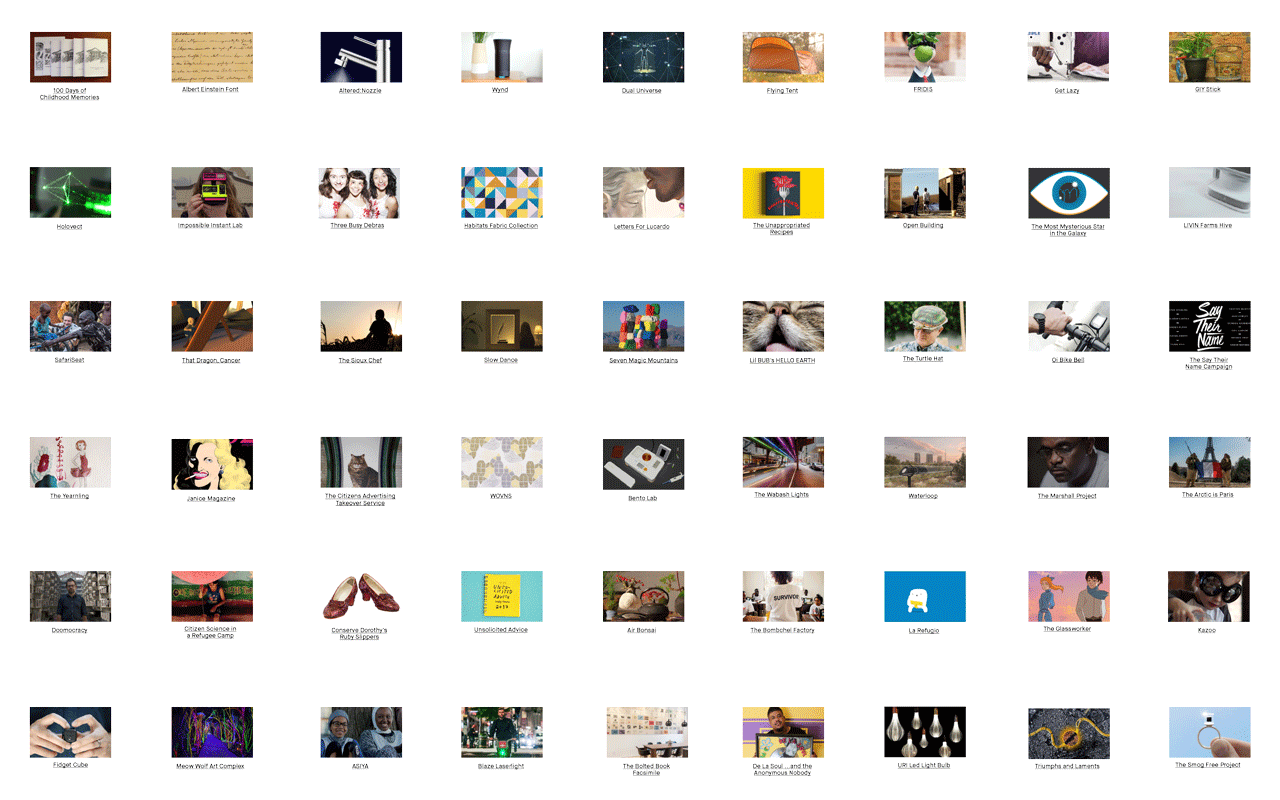 100 Days of
Childhood Memories
Albert Einstein Font
Altered:Nozzle
Wynd
Dual Universe
Flying Tent
FRIDIS
Get Lazy
GIY Stick
Holovect
Impossible Instant Lab
Three Busy Debras
Habitats Fabric Collection
Letters For Lucardo
The Unappropriated
Recipes
Open Building
The Most Mysterious Star
in the Galaxy
LIVIN Farms Hive
SafariSeat
That Dragon, Cancer
The Sioux Chef
Slow Dance
Seven Magic Mountains
Lil BUB's HELLO EARTH
The Turtle Hat
Oi Bike Bell
Say
Their
Name
The Say Their
Name Campaign
The Yearnling
Janice Magazine
The Citizens Advertising
Takeover Service
WOVNS
Bento Lab
The Wabash Lights
Waterloop
The Marshall Project
The Arctic is Paris
Doomocracy
Citizen Science in
a Refugee Camp
Conserve Dorothy's
Ruby Slippers
Unsolicited Advice
Air Bonsai
SURVIVOR
The Bombchel Factory
La Refugio
The Glassworker
Kazoo
Fidget Cube
Meow Wolf Art Complex
ASIYA
Blaze Laserlight
The Bolted Book
Facsimile
De La Soul ...and the
Anonymous Nobody
URI Led Light Bulb
Triumphs and Laments
The Smog Free Project